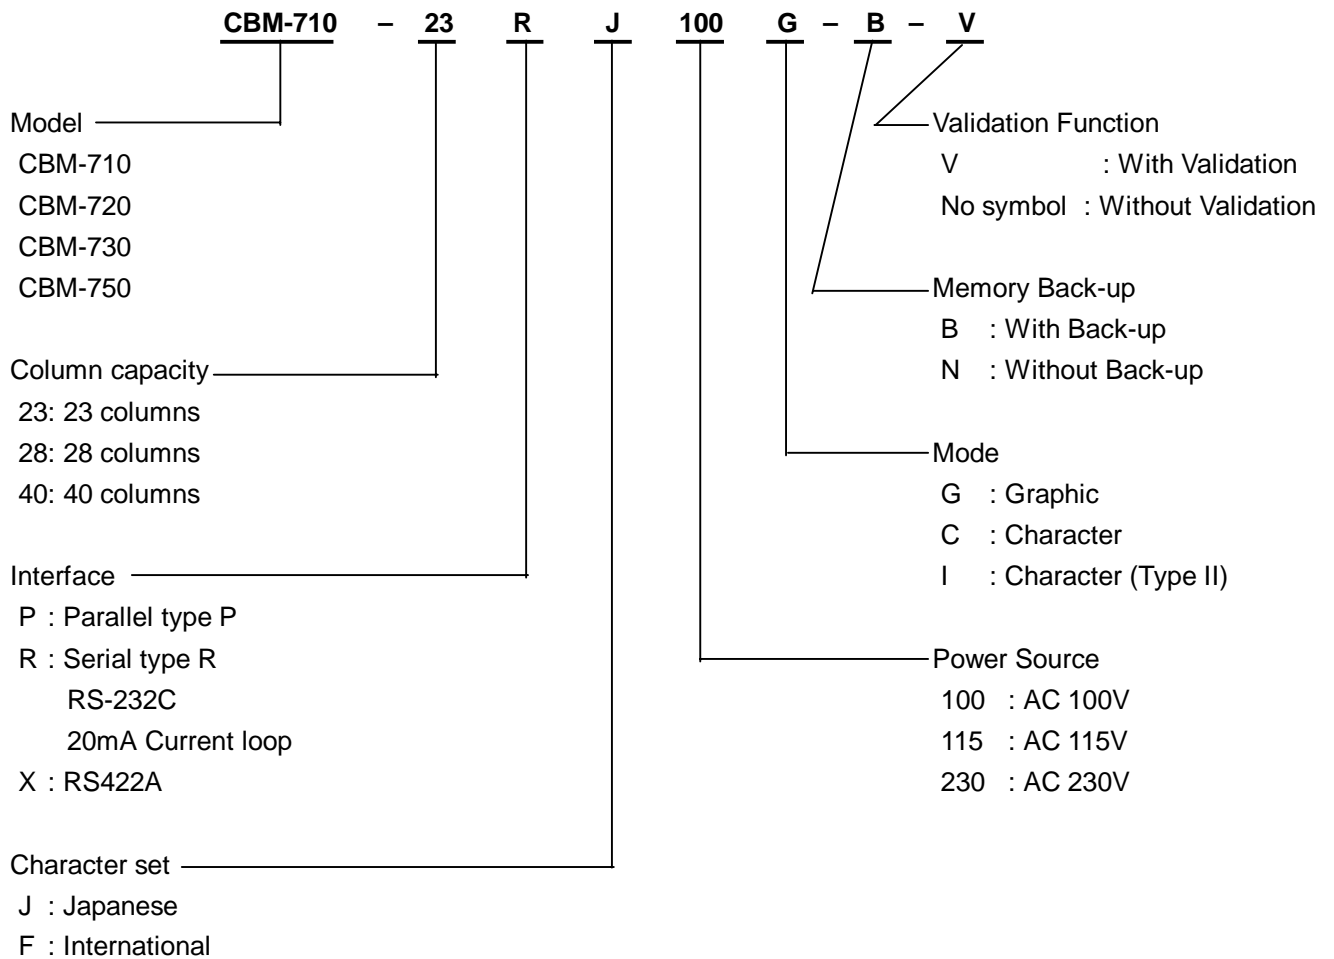 CBM-710 – 23 R J 100 G – B – V
Model
CBM-710
CBM-720
CBM-730
CBM-750
Column capacity
23: 23 columns
28: 28 columns
40: 40 columns
Interface
P : Parallel type P
R : Serial type R
RS-232C
20mA Current loop
X : RS422A
Character set
J : Japanese
F : International
Validation Function
V : With Validation
No symbol : Without Validation
Memory Back-up
B : With Back-up
N : Without Back-up
Mode
G : Graphic
C : Character
I : Character (Type II)
Power Source
100 : AC 100V
115 : AC 115V
230 : AC 230V